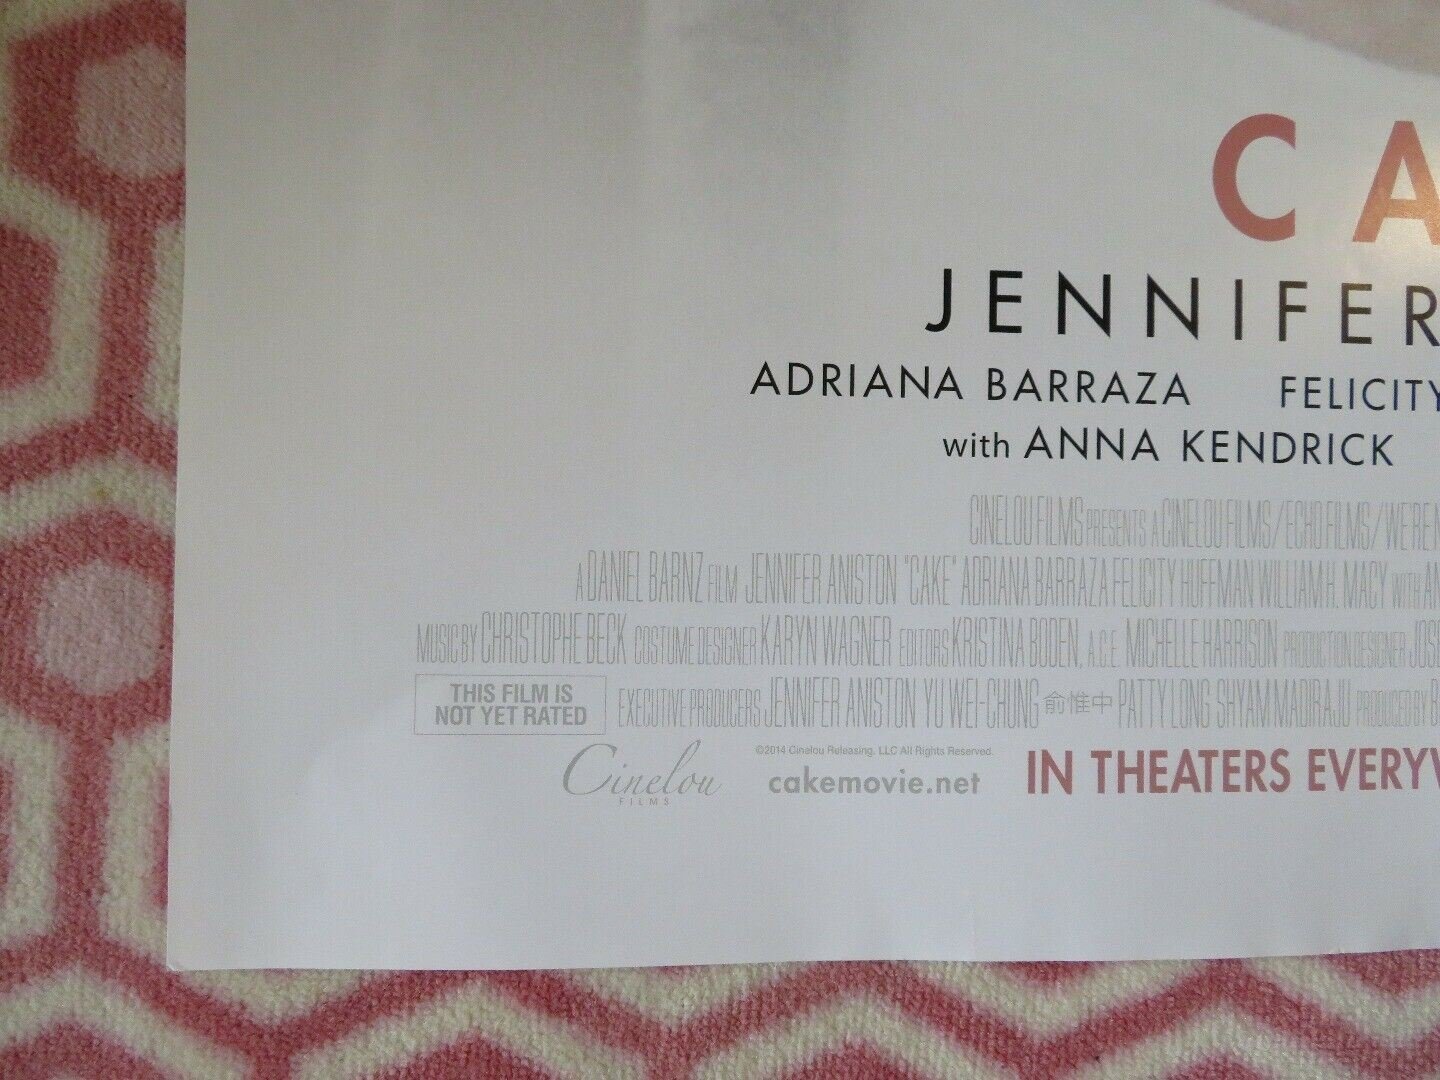 CA
JENNIFER
ADRIANA BARRAZA FELICITY
with ANNA KENDRICK
CINELOU FILMS PRESENTS A CINELOU FILMS/ECHO FILMS/WE'RE N
A DANIEL BARNZ FILM JENNIFER ANISTON "CAKE" ADRIANA BARRAZA FELICITY HUFFMAN WILLIAM H. MACY WITH AN
MUSIC BY CHRISTOPHE BECK COSTUME DESIGNER KARYN WAGNER EDITORS KRISTINA BODEN, A.C.E. MICHELLE HARRISON PRODUCTION DESIGNER JOS
THIS FILM IS
NOT YET RATED
EXECUTIVE PRODUCERS JENNIFER ANISTON YU WEI-CHUNG 俞惟中 PATTY LONG SHYAM MADIRAJU PRODUCED BY B
Cinelou
FILMS
©2014 Cinelou Releasing, LLC All Rights Reserved.
cakemovie.net
IN THEATERS EVERYW